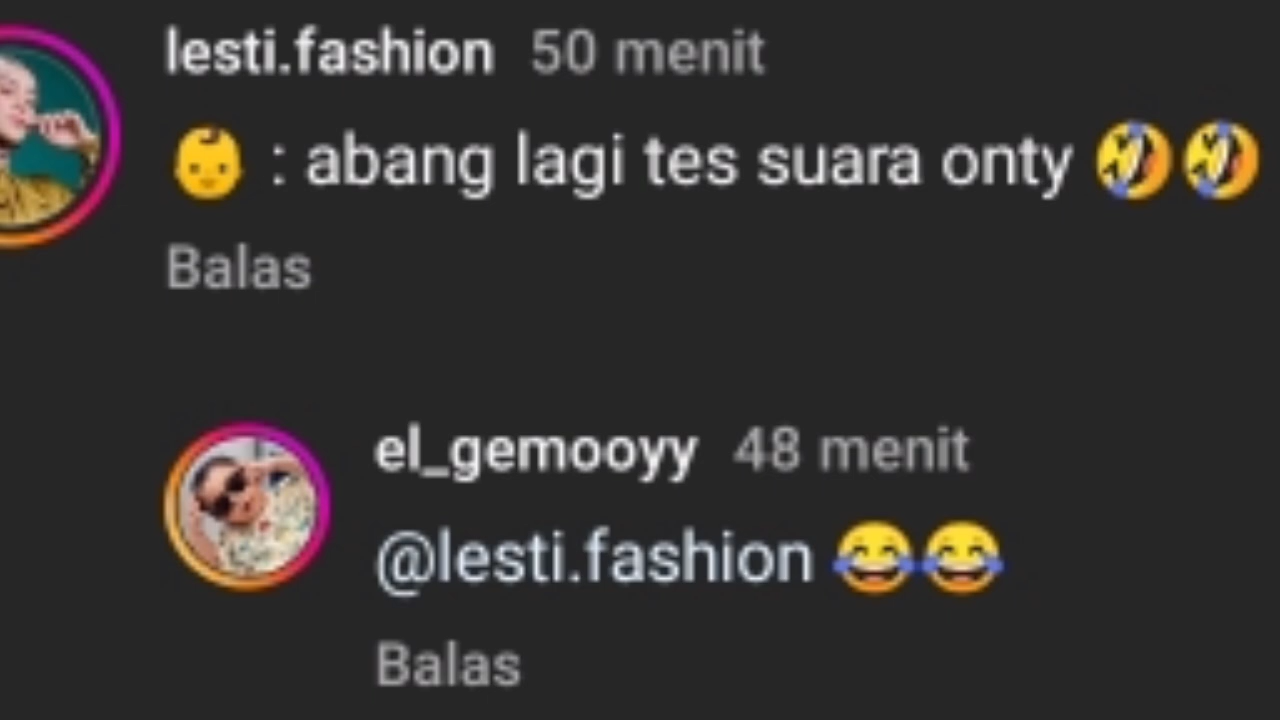 lesti.fashion 50 menit
👶 : abang lagi tes suara onty 🤣🤣
Balas
el_gemooyy 48 menit
@lesti.fashion 😂😂
Balas